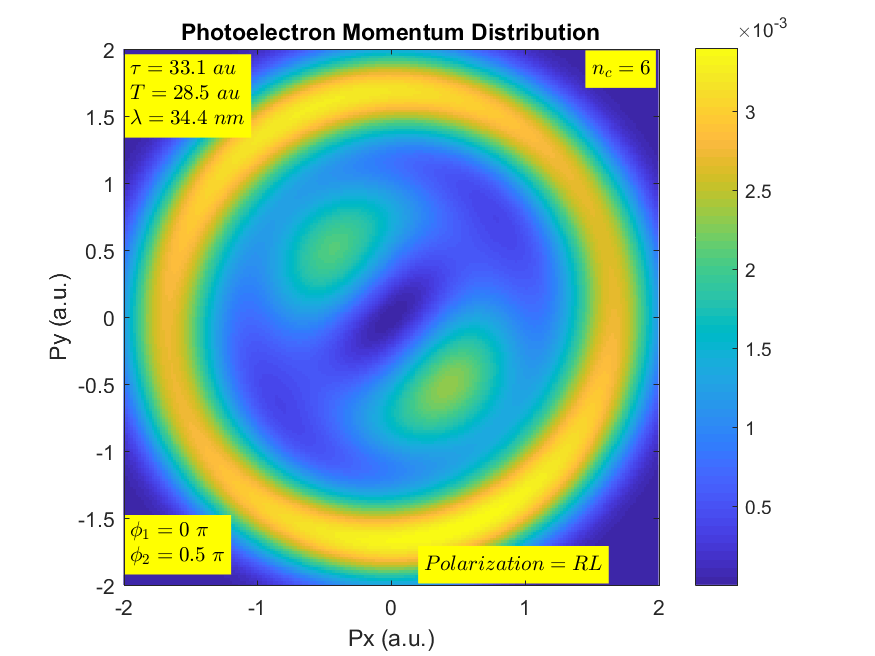 Photoelectron Momentum Distribution
×10⁻³
τ = 33.1 au
T = 28.5 au
λ = 34.4 nm
n_c = 6
2
1.5
1
0.5
0
-0.5
-1
-1.5
-2
Py (a.u.)
3
2.5
2
1.5
1
0.5
ϕ₁ = 0 π
ϕ₂ = 0.5 π
Polarization = RL
-2 -1 0 1 2
Px (a.u.)